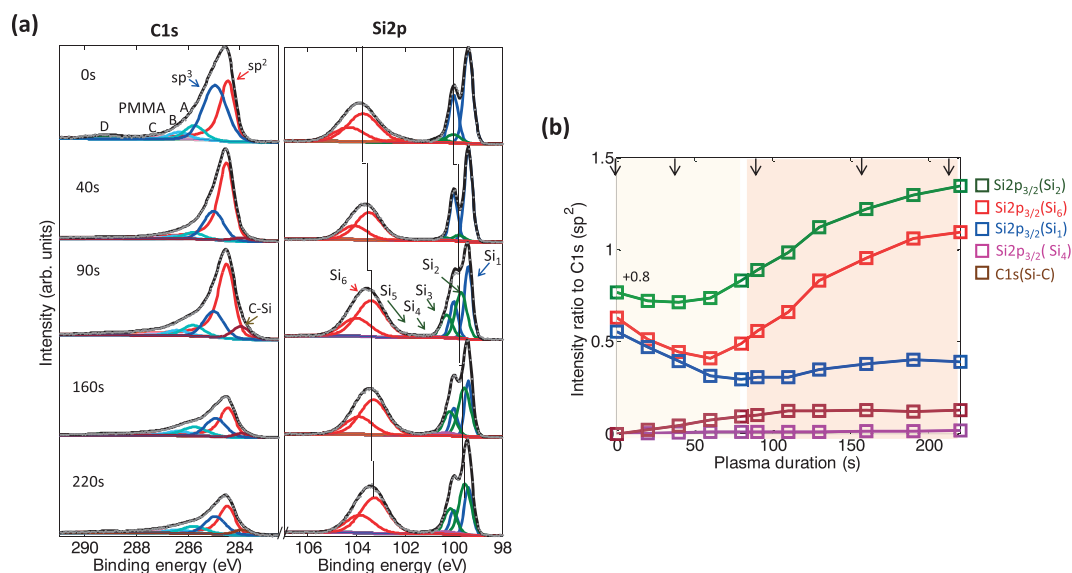 (a)
C1s
Si2p
0s
sp³
sp²
PMMA
A
B
C
D
40s
90s
C-Si
Si₆
Si₅
Si₄
Si₃
Si₂
Si₁
160s
220s
Intensity (arb. units)
290 288 286 284
Binding energy (eV)
106 104 102 100 98
Binding energy (eV)
(b)
1.5
1
0.5
0
+0.8
Intensity ratio to C1s (sp²)
0 50 100 150 200
Plasma duration (s)
Si2p₃/₂(Si₂)
Si2p₃/₂(Si₆)
Si2p₃/₂(Si₁)
Si2p₃/₂( Si₄)
C1s(Si-C)